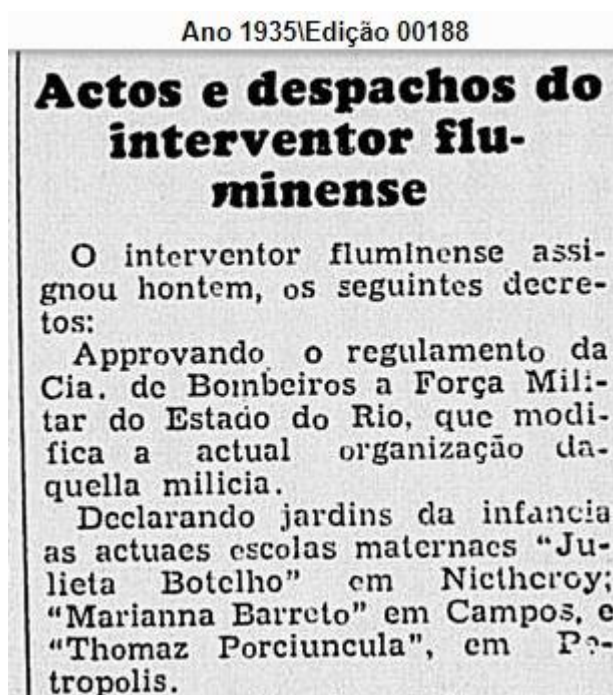 Ano 1935\Edição 00188
Actos e despachos do
interventor flu-
minense
O interventor fluminense assi-
gnou hontem, os seguintes decre-
tos:
Approvando o regulamento da
Cia. de Bombeiros a Força Mili-
tar do Estado do Rio, que modi-
fica a actual organização da-
quella milicia.
Declarando jardins da infancia
as actuaes escolas maternaes "Ju-
lieta Botelho" em Nictheroy;
"Marianna Barreto" em Campos, e
"Thomaz Porciuncula", em Pe-
tropolis.